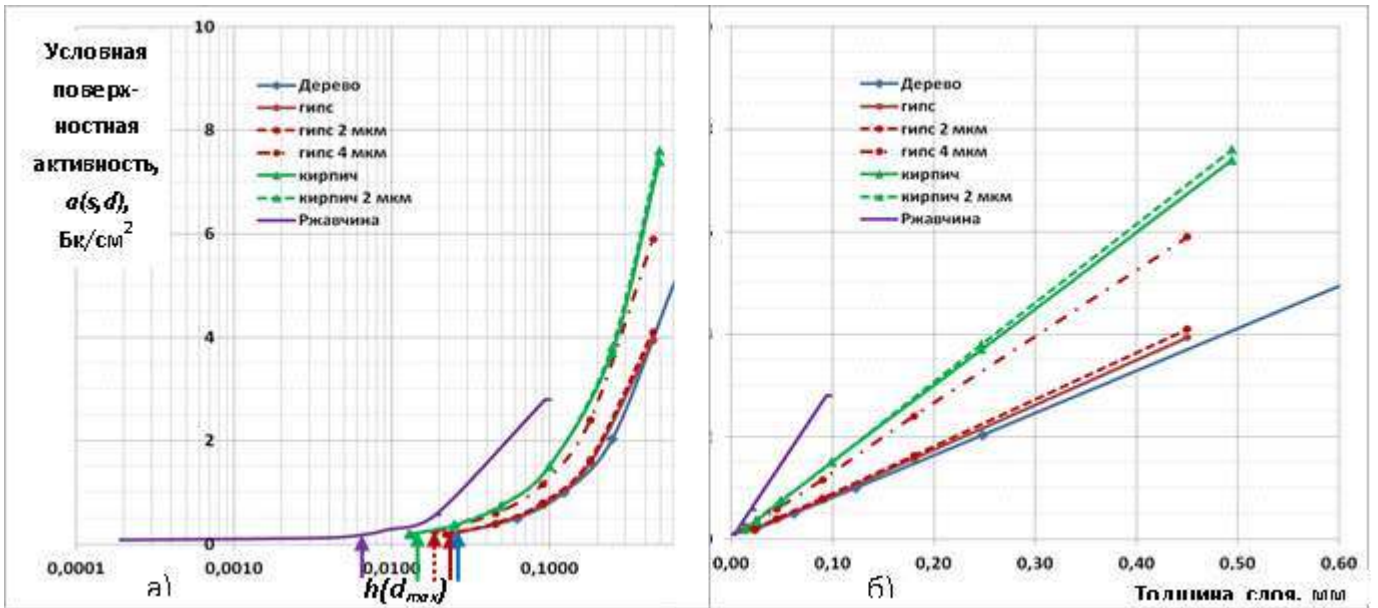 10
8
6
4
2
0
Условная
поверх-
ностная
активность,
a(s,d),
Бк/см²
Дерево
гипс
гипс 2 мкм
гипс 4 мкм
кирпич
кирпич 2 мкм
Ржавчина
0,0001
0,0010
0,0100
0,1000
а)
h(dmax)
Дерево
гипс
гипс 2 мкм
гипс 4 мкм
кирпич
кирпич 2 мкм
Ржавчина
0,00
0,10
0,20
0,30
0,40
0,50
0,60
б)
Толщина слоя, мм